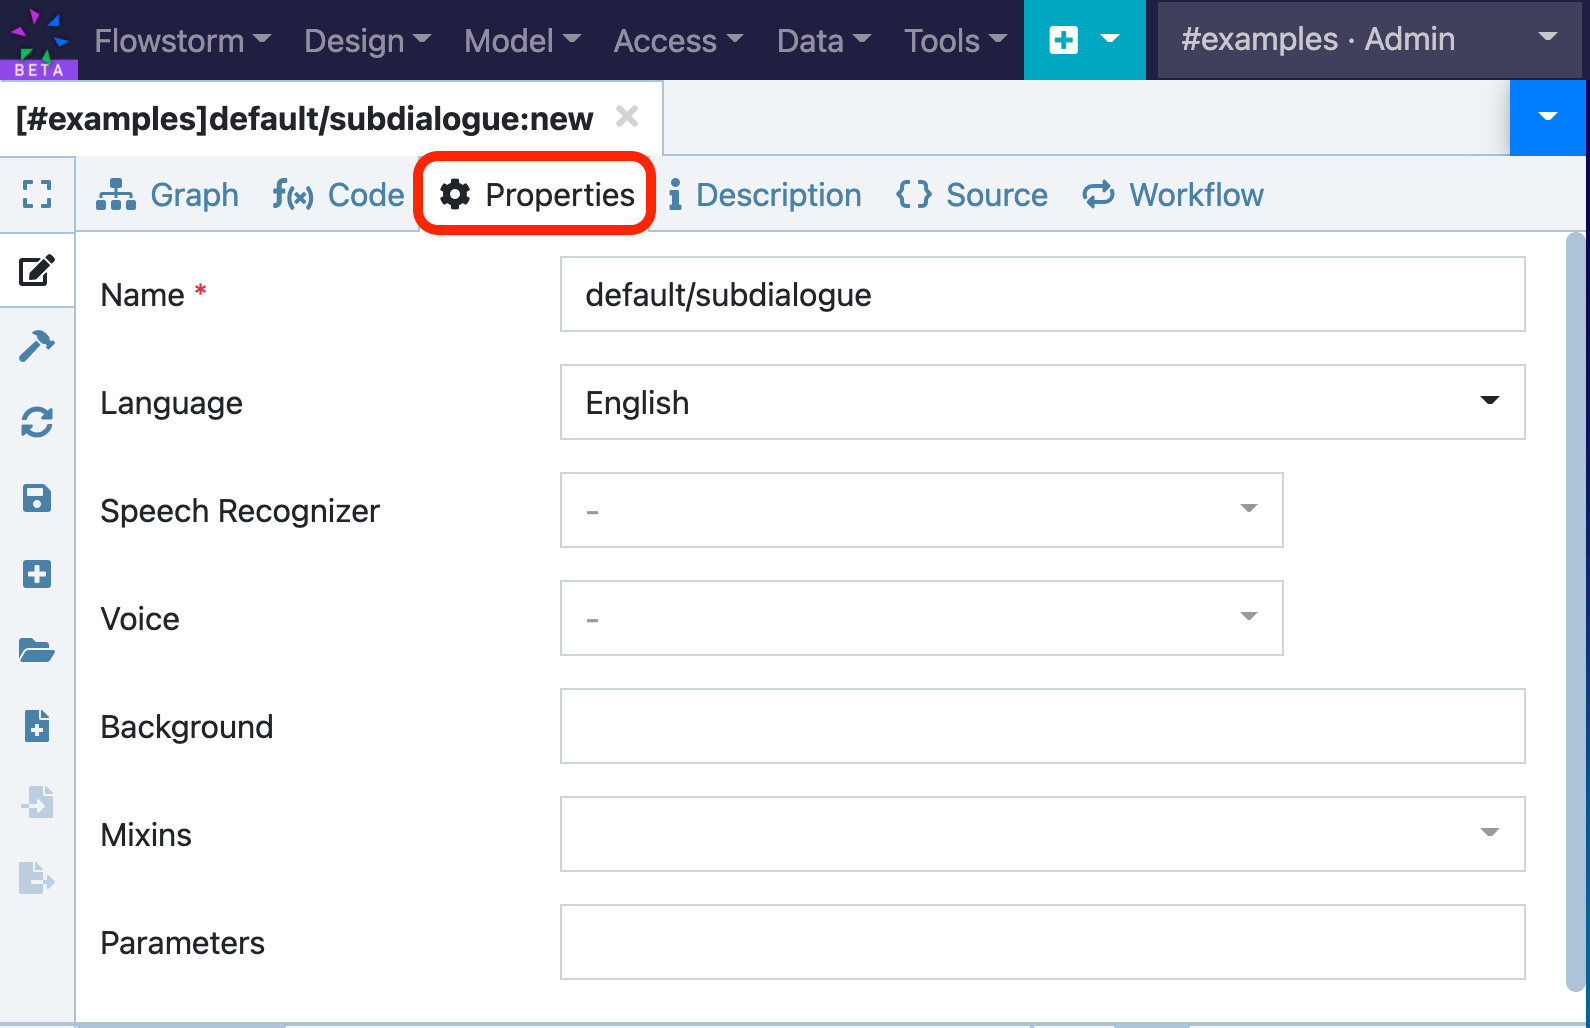 BETA
Flowstorm Design Model Access Data Tools #examples · Admin
[#examples]default/subdialogue:new
Graph f(x) Code Properties Description {} Source Workflow
Name * default/subdialogue
Language English
Speech Recognizer -
Voice -
Background
Mixins
Parameters